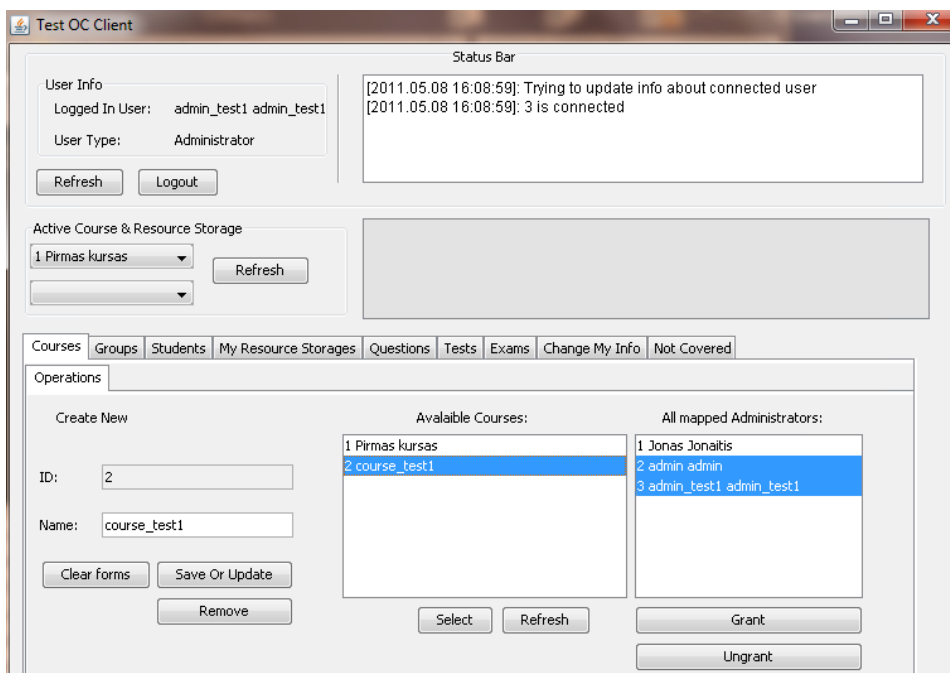 Test OC Client
Status Bar
User Info
Logged In User: admin_test1 admin_test1
User Type: Administrator
Refresh Logout
[2011.05.08 16:08:59]: Trying to update info about connected user
[2011.05.08 16:08:59]: 3 is connected
Active Course & Resource Storage
1 Pirmas kursas
Refresh
Courses Groups Students My Resource Storages Questions Tests Exams Change My Info Not Covered
Operations
Create New
ID: 2
Name: course_test1
Clear forms Save Or Update
Remove
Avalaible Courses:
1 Pirmas kursas
2 course_test1
Select Refresh
All mapped Administrators:
1 Jonas Jonaitis
2 admin admin
3 admin_test1 admin_test1
Grant
Ungrant